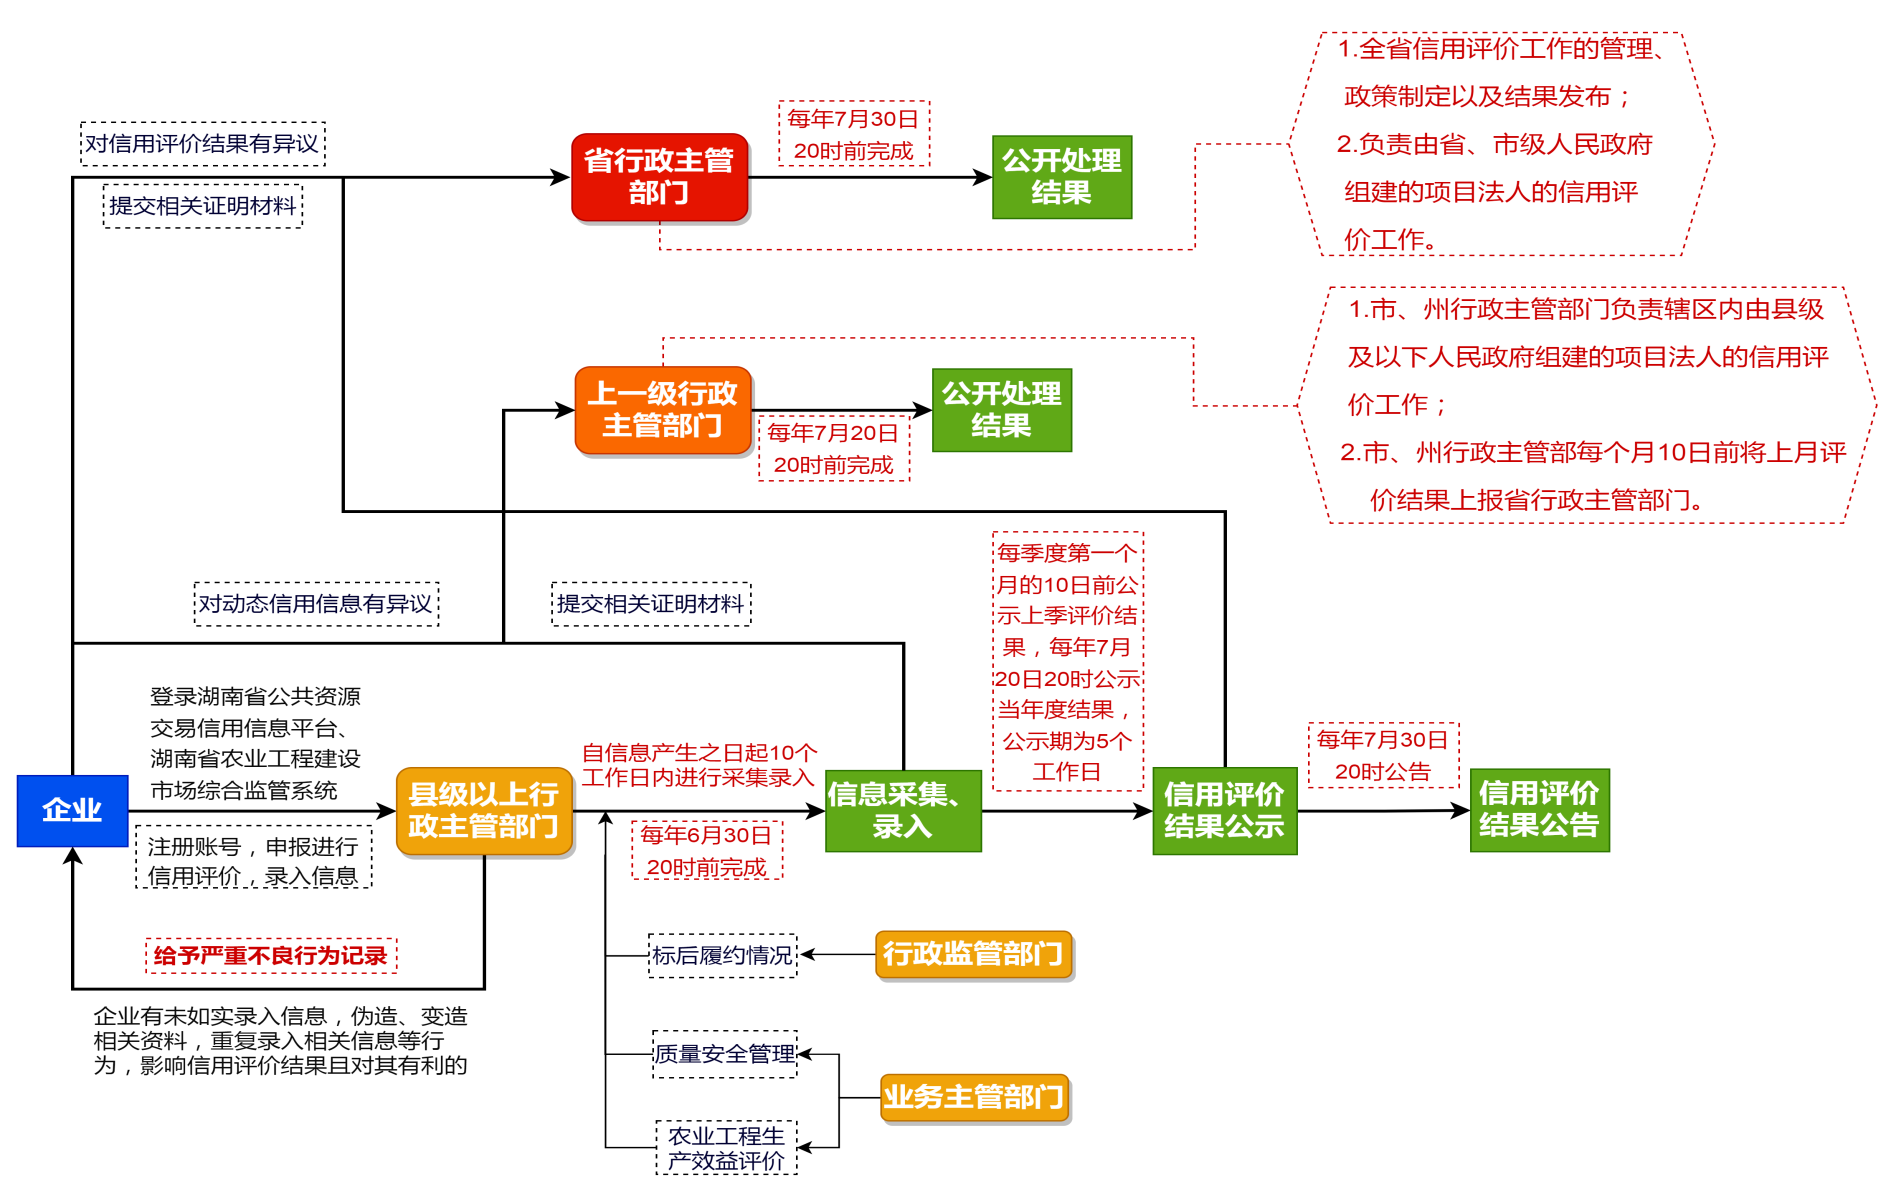 对信用评价结果有异议
提交相关证明材料
省行政主管
部门
每年7月30日
20时前完成
公开处理
结果
1.全省信用评价工作的管理、
政策制定以及结果发布；
2.负责由省、市级人民政府
组建的项目法人的信用评
价工作。
上一级行政
主管部门
每年7月20日
20时前完成
公开处理
结果
1.市、州行政主管部门负责辖区内由县级
及以下人民政府组建的项目法人的信用评
价工作；
2.市、州行政主管部每个月10日前将上月评
价结果上报省行政主管部门。
对动态信用信息有异议
提交相关证明材料
每季度第一个
月的10日前公
示上季评价结
果，每年7月
20日20时公示
当年度结果，
公示期为5个
工作日
登录湖南省公共资源
交易信用信息平台、
湖南省农业工程建设
市场综合监管系统
企业
注册账号，申报进行
信用评价，录入信息
县级以上行
政主管部门
自信息产生之日起10个
工作日内进行采集录入
每年6月30日
20时前完成
信息采集、
录入
信用评价
结果公示
每年7月30日
20时公告
信用评价
结果公告
给予严重不良行为记录
企业有未如实录入信息，伪造、变造
相关资料，重复录入相关信息等行
为，影响信用评价结果且对其有利的
标后履约情况
行政监管部门
质量安全管理
业务主管部门
农业工程生
产效益评价